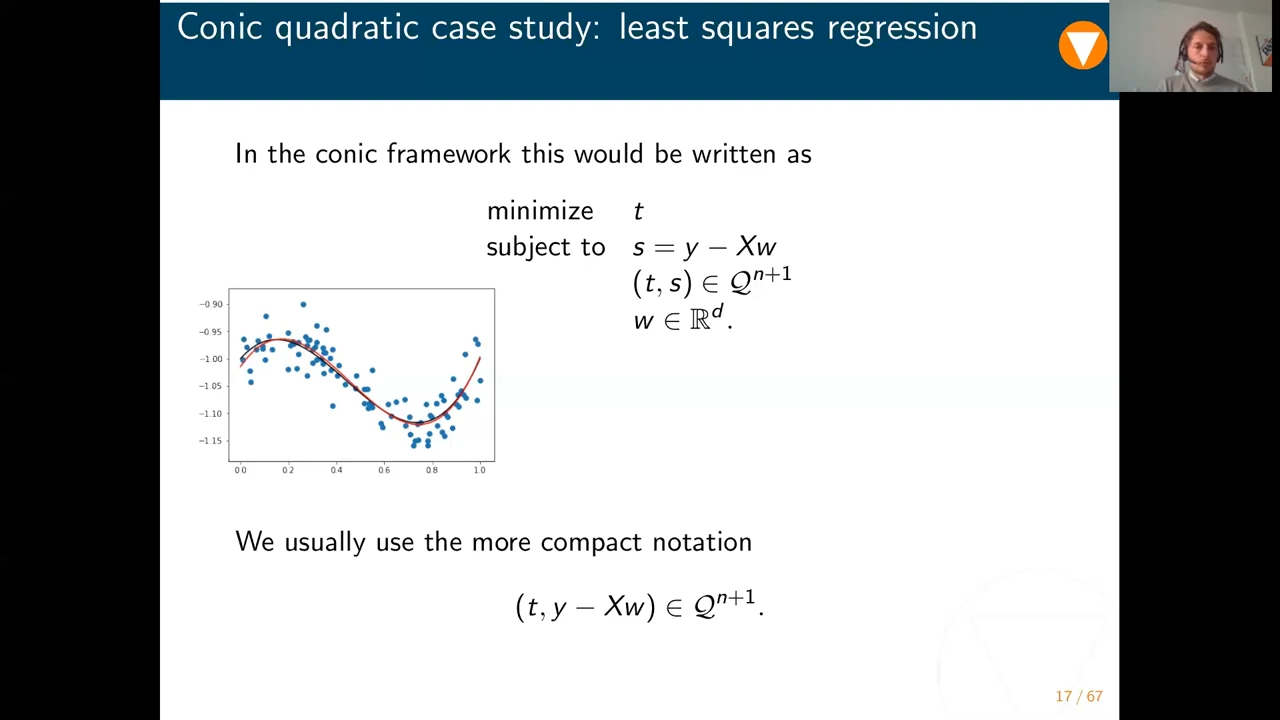 Conic quadratic case study: least squares regression
In the conic framework this would be written as
minimize t
subject to s = y − Xw
(t, s) ∈ 𝒬ⁿ⁺¹
w ∈ ℝᵈ.
−0.90
−0.95
−1.00
−1.05
−1.10
−1.15
0.0 0.2 0.4 0.6 0.8 1.0
We usually use the more compact notation
(t, y − Xw) ∈ 𝒬ⁿ⁺¹.
17 / 67